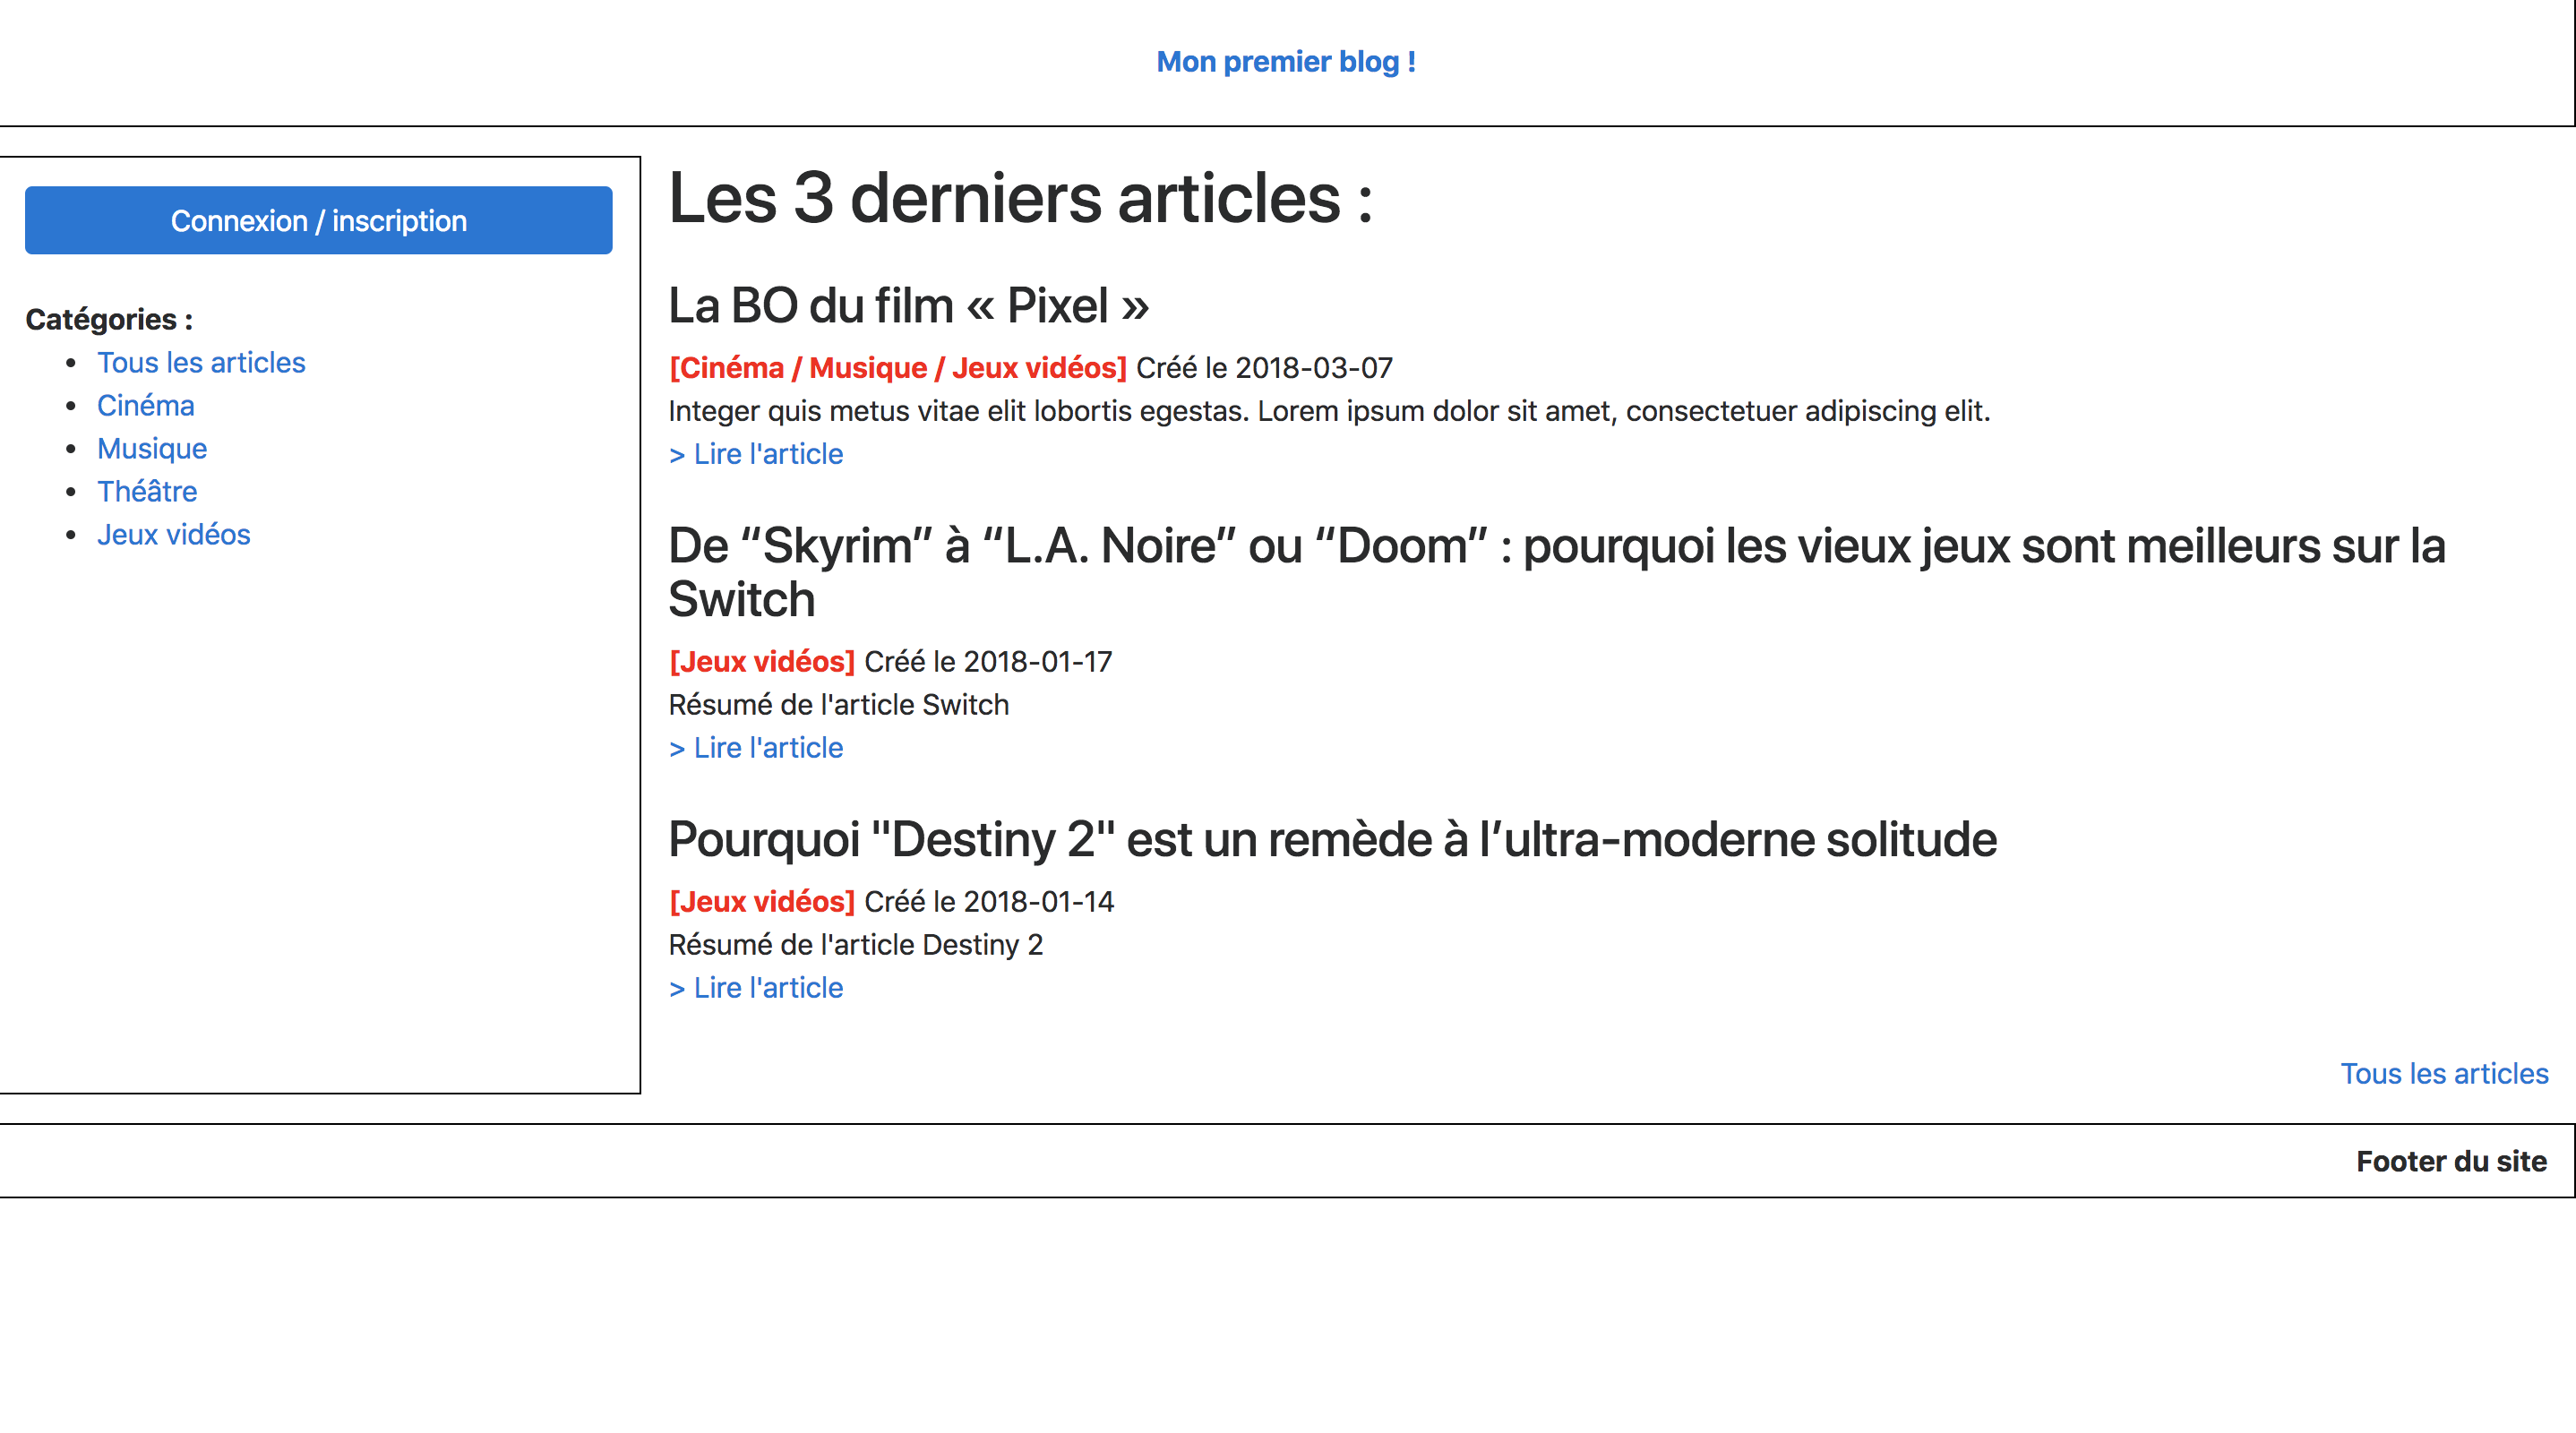 Mon premier blog !
Connexion / inscription
Catégories :
Tous les articles
Cinéma
Musique
Théâtre
Jeux vidéos
Les 3 derniers articles :
La BO du film « Pixel »
[Cinéma / Musique / Jeux vidéos] Créé le 2018-03-07
Integer quis metus vitae elit lobortis egestas. Lorem ipsum dolor sit amet, consectetuer adipiscing elit.
> Lire l'article
De “Skyrim” à “L.A. Noire” ou “Doom” : pourquoi les vieux jeux sont meilleurs sur la
Switch
[Jeux vidéos] Créé le 2018-01-17
Résumé de l'article Switch
> Lire l'article
Pourquoi "Destiny 2" est un remède à l’ultra-moderne solitude
[Jeux vidéos] Créé le 2018-01-14
Résumé de l'article Destiny 2
> Lire l'article
Tous les articles
Footer du site